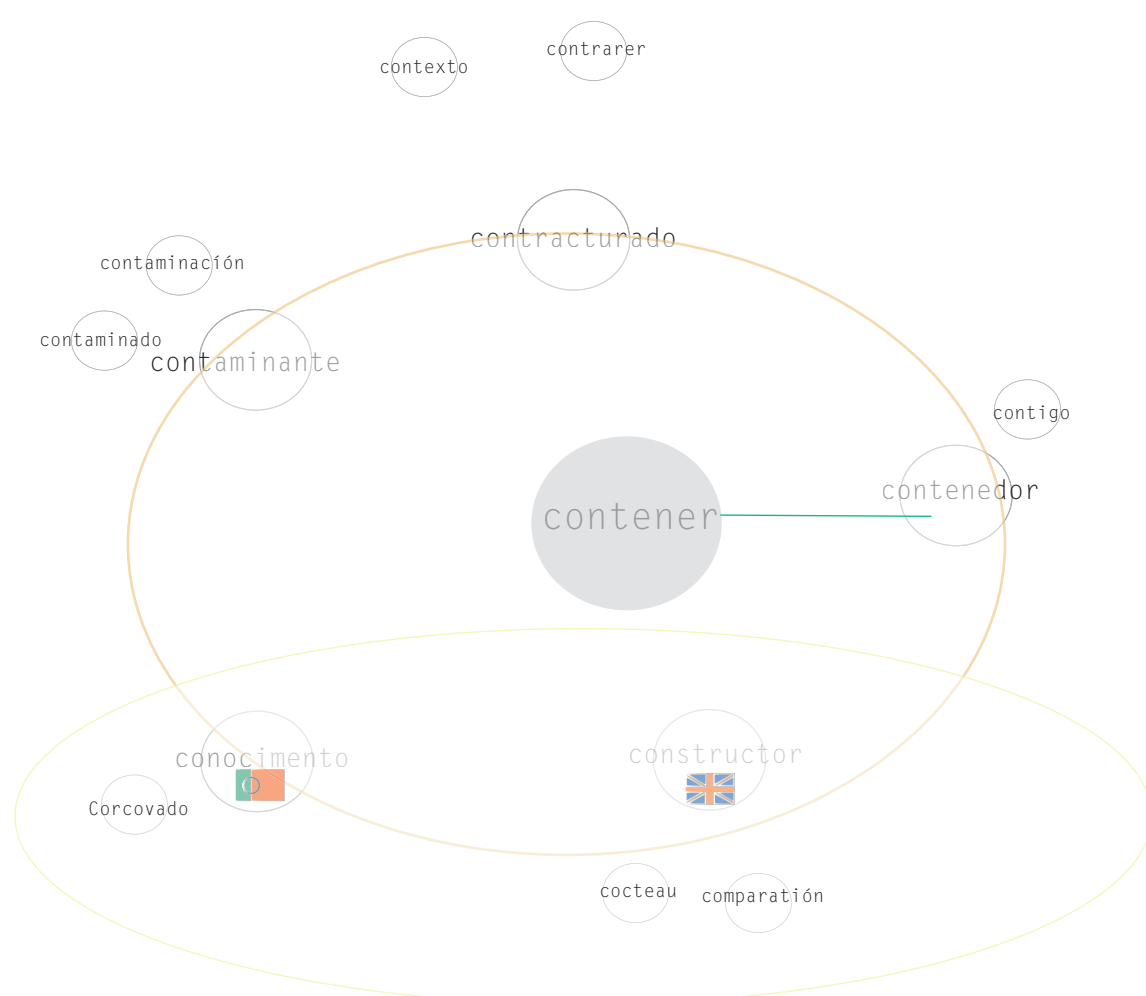 contrarer
contexto
contracturado
contaminación
contaminado
contaminante
contigo
contenedor
contener
conocimento
constructor
Corcovado
cocteau
comparatión